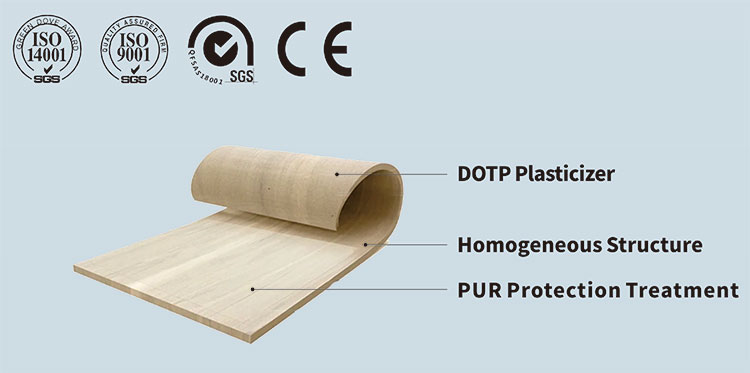 GREEN DOVE AWARD
ISO
14001
SGS
QUALITY ASSURED FIRM
ISO
9001
SGS
QFSAS18001
SGS
CE
DOTP Plasticizer
Homogeneous Structure
PUR Protection Treatment